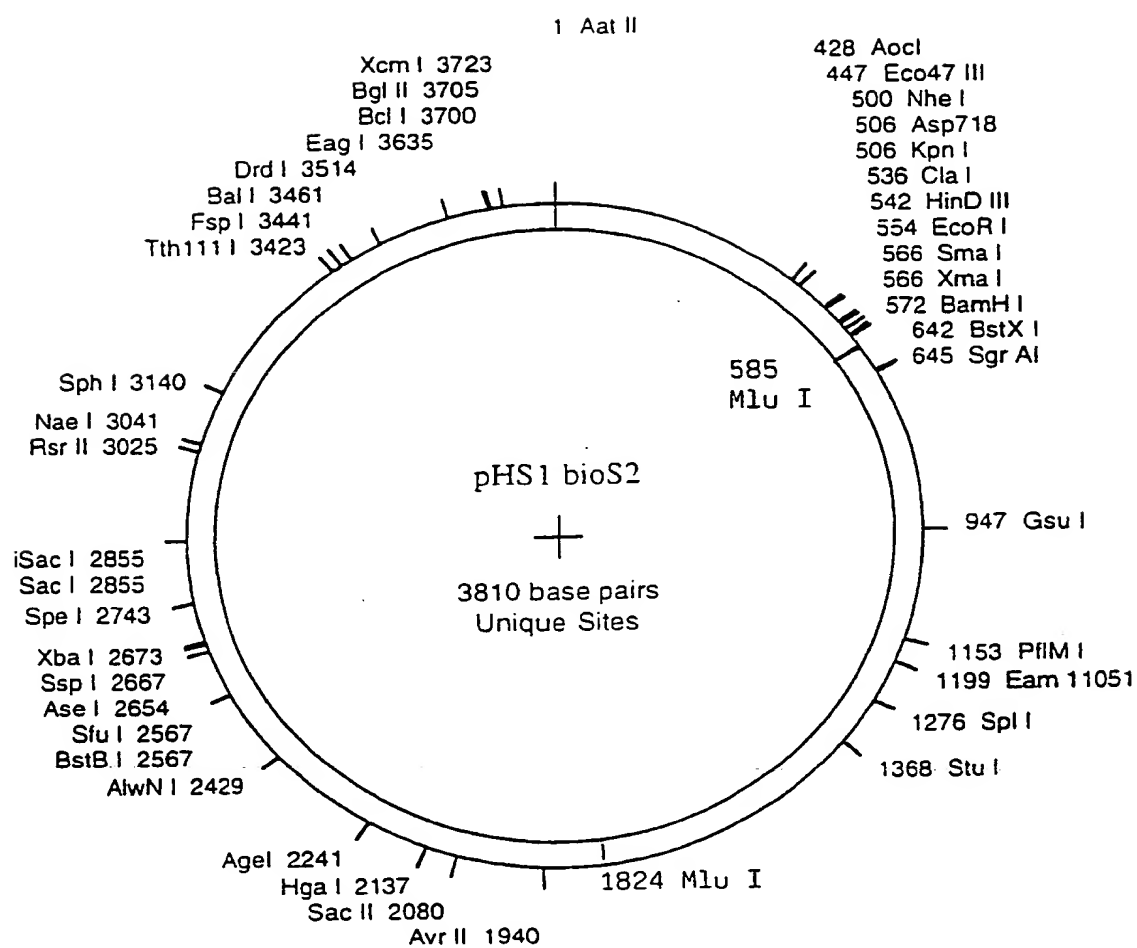 1 Aat II
428 AocI
447 Eco47 III
500 Nhe I
506 Asp718
506 Kpn I
536 Cla I
542 HinD III
554 EcoR I
566 Sma I
566 Xma I
572 BamH I
642 BstX I
645 Sgr AI
585
Mlu I
947 Gsu I
1153 PflM I
1199 Eam 11051
1276 Spl I
1368 Stu I
1824 Mlu I
Avr II 1940
Sac II 2080
Hga I 2137
AgeI 2241
AlwN I 2429
BstB I 2567
Sfu I 2567
Ase I 2654
Ssp I 2667
Xba I 2673
Spe I 2743
Sac I 2855
iSac I 2855
Rsr II 3025
Nae I 3041
Sph I 3140
Tth111 I 3423
Fsp I 3441
Bal I 3461
Drd I 3514
Eag I 3635
Bcl I 3700
Bgl II 3705
Xcm I 3723
pHS1 bioS2
3810 base pairs
Unique Sites